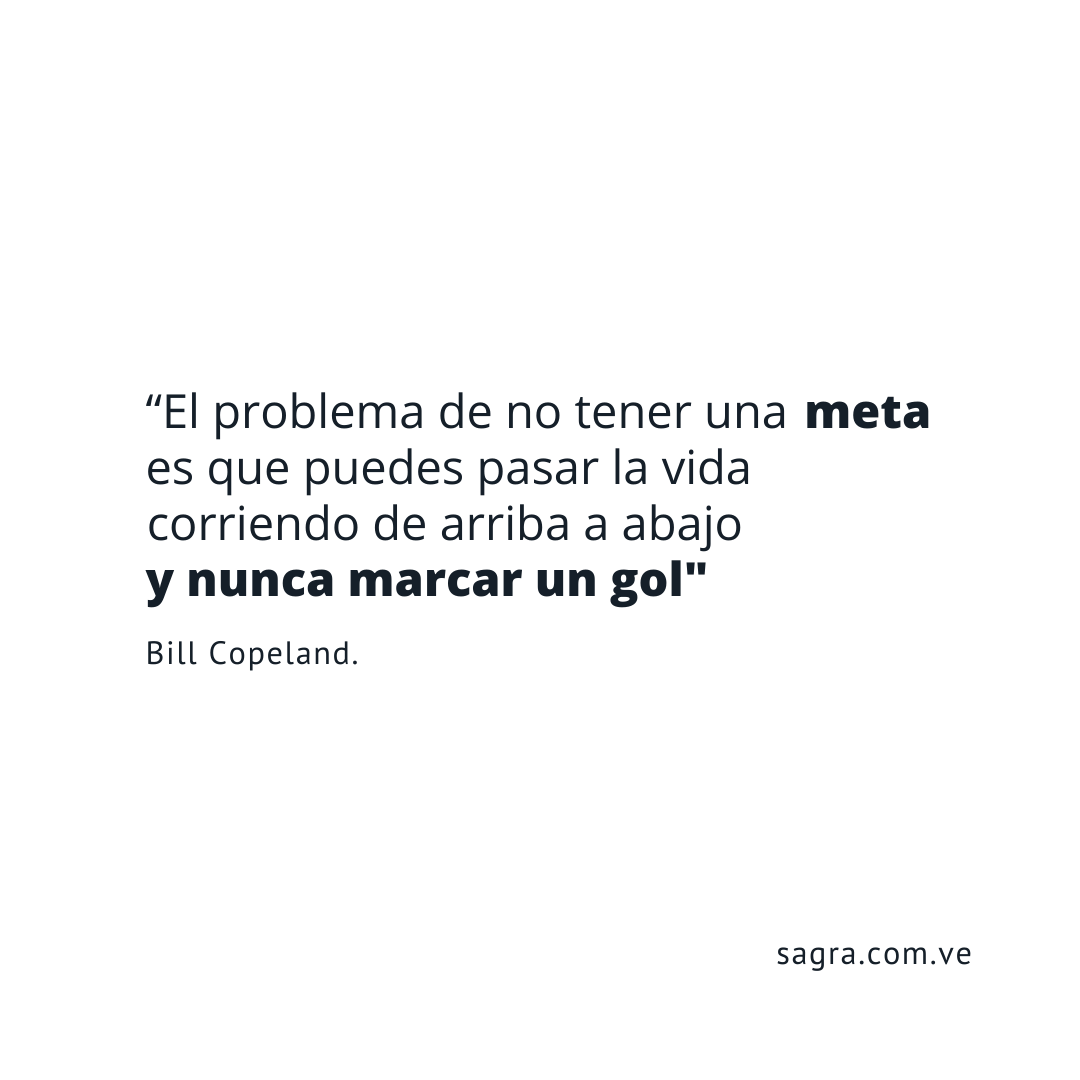 “El problema de no tener una meta
es que puedes pasar la vida
corriendo de arriba a abajo
y nunca marcar un gol"
Bill Copeland.
sagra.com.ve